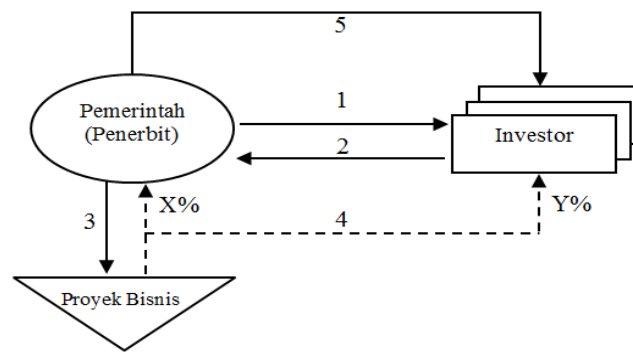 5
Pemerintah
(Penerbit)
1
Investor
2
X%
Y%
3
4
Proyek Bisnis